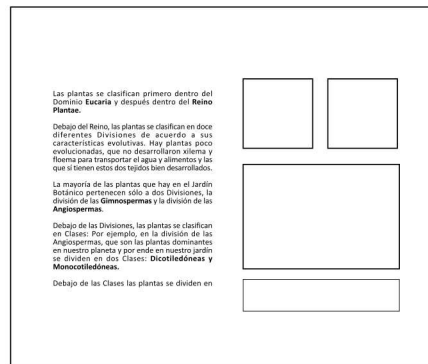 Las plantas se clasifican primero dentro del
Dominio Eucaria y después dentro del Reino
Plantae.
Debajo del Reino, las plantas se clasifican en doce
diferentes Divisiones de acuerdo a sus
características evolutivas. Hay plantas poco
evolucionadas, que no desarrollaron xilema y
floema para transportar el agua y alimentos y las
que sí tienen estos dos tejidos bien desarrollados.
La mayoría de las plantas que hay en el Jardín
Botánico pertenecen sólo a dos Divisiones, la
división de las Gimnospermas y la división de las
Angiospermas.
Debajo de las Divisiones, las plantas se clasifican
en Clases: Por ejemplo, en la división de las
Angiospermas, que son las plantas dominantes
en nuestro planeta y por ende en nuestro jardín
se dividen en dos Clases: Dicotiledóneas y
Monocotiledóneas.
Debajo de las Clases las plantas se dividen en